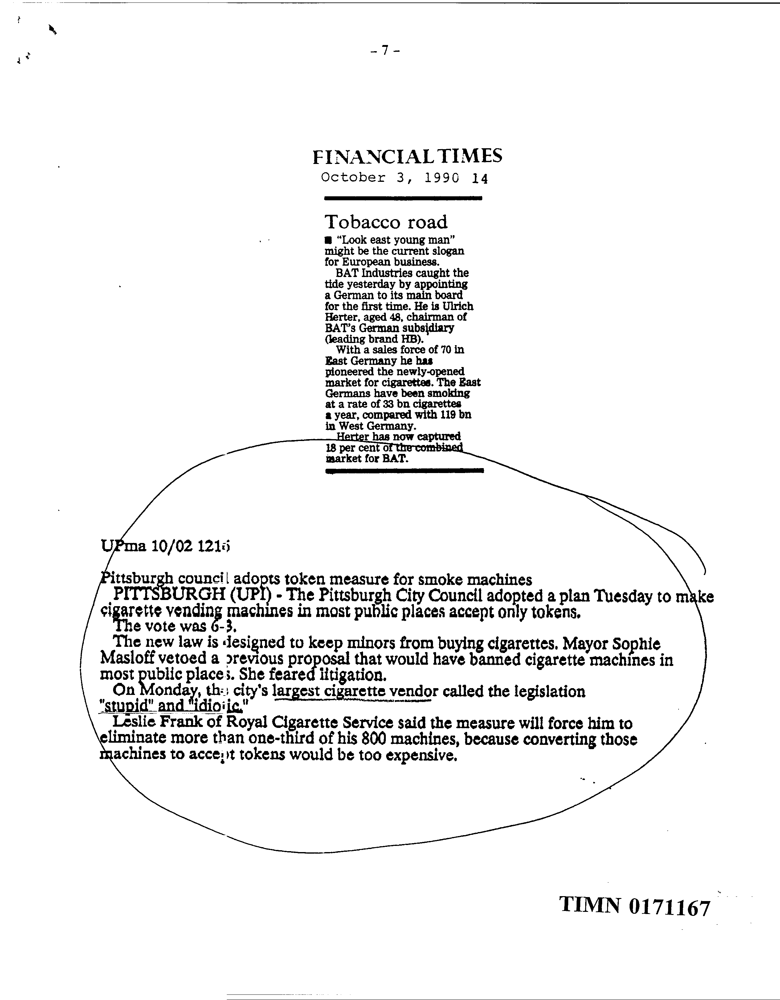 - 7 -
FINANCIAL TIMES
October 3, 1990 14
Tobacco road
■ "Look east young man"
might be the current slogan
for European business.
BAT Industries caught the
tide yesterday by appointing
a German to its main board
for the first time. He is Ulrich
Herter, aged 48, chairman of
BAT's German subsidiary
(leading brand HB).
With a sales force of 70 in
East Germany he has
pioneered the newly-opened
market for cigarettes. The East
Germans have been smoking
at a rate of 33 bn cigarettes
a year, compared with 119 bn
in West Germany.
Herter has now captured
18 per cent of the combined
market for BAT.
UPma 10/02 1216
Pittsburgh council adopts token measure for smoke machines
PITTSBURGH (UPI) - The Pittsburgh City Council adopted a plan Tuesday to make
cigarette vending machines in most public places accept only tokens.
The vote was 6-3.
The new law is designed to keep minors from buying cigarettes. Mayor Sophie
Masloff vetoed a previous proposal that would have banned cigarette machines in
most public places. She feared litigation.
On Monday, the city's largest cigarette vendor called the legislation
"stupid" and "idiotic."
Leslie Frank of Royal Cigarette Service said the measure will force him to
eliminate more than one-third of his 800 machines, because converting those
machines to accept tokens would be too expensive.
TIMN 0171167